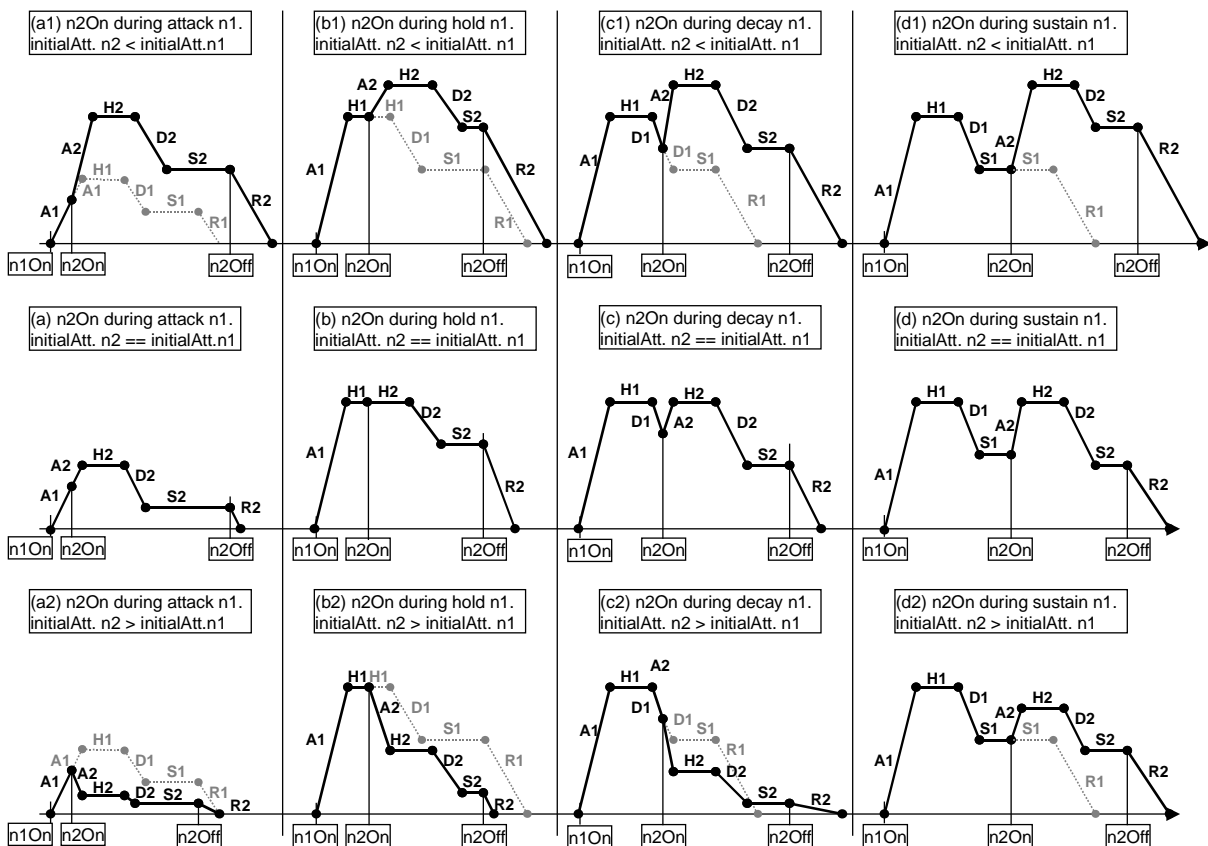 (a1) n2On during attack n1.
initialAtt. n2 < initialAtt.n1
A1
A2
H2
D2
S2
R2
A1
H1
D1
S1
R1
n1On
n2On
n2Off
(b1) n2On during hold n1.
initialAtt. n2 < initialAtt. n1
A1
H1
A2
H2
D2
S2
R2
H1
D1
S1
R1
n1On
n2On
n2Off
(c1) n2On during decay n1.
initialAtt. n2 < initialAtt. n1
A1
H1
D1
A2
H2
D2
S2
R2
D1
S1
R1
n1On
n2On
n2Off
(d1) n2On during sustain n1.
initialAtt. n2 < initialAtt. n1
A1
H1
D1
S1
A2
H2
D2
S2
R2
S1
R1
n1On
n2On
n2Off
(a) n2On during attack n1.
initialAtt. n2 == initialAtt.n1
A1
A2
H2
D2
S2
R2
n1On
n2On
n2Off
(b) n2On during hold n1.
initialAtt. n2 == initialAtt. n1
A1
H1
H2
D2
S2
R2
n1On
n2On
n2Off
(c) n2On during decay n1.
initialAtt. n2 == initialAtt. n1
A1
H1
D1
A2
H2
D2
S2
R2
n1On
n2On
n2Off
(d) n2On during sustain n1.
initialAtt. n2 == initialAtt. n1
A1
H1
D1
S1
A2
H2
D2
S2
R2
n1On
n2On
n2Off
(a2) n2On during attack n1.
initialAtt. n2 > initialAtt.n1
A1
A2
H2
D2
S2
R2
A1
H1
D1
S1
R1
n1On
n2On
n2Off
(b2) n2On during hold n1.
initialAtt. n2 > initialAtt. n1
A1
H1
A2
H2
D2
S2
R2
H1
D1
S1
R1
n1On
n2On
n2Off
(c2) n2On during decay n1.
initialAtt. n2 > initialAtt. n1
A1
H1
D1
A2
H2
D2
S2
R2
D1
S1
R1
n1On
n2On
n2Off
(d2) n2On during sustain n1.
initialAtt. n2 > initialAtt. n1
A1
H1
D1
S1
A2
H2
D2
S2
R2
S1
R1
n1On
n2On
n2Off